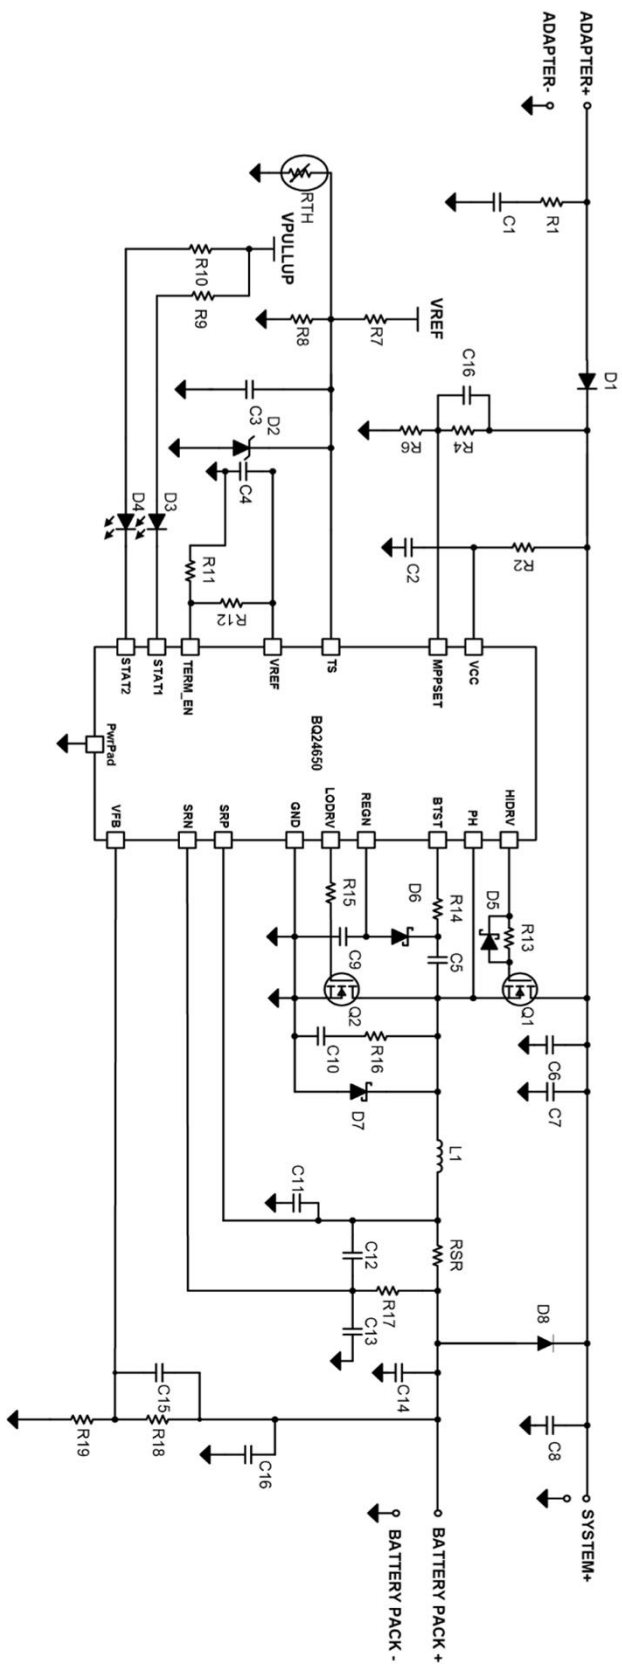 ADAPTER+
ADAPTER-
R1
C1
D1
RTH
VPULLUP
R10
R9
VREF
R7
R8
C16
R4
R6
R2
C2
C3
D2
C4
R11
R12
D3
D4
VCC
MPPSET
TS
VREF
TERM_EN
STAT1
STAT2
BQ24650
PwrPad
HIDRV
PH
BTST
REGN
LODRV
GND
SRP
SRN
VFB
R13
D5
Q1
R14
C5
D6
R15
C9
Q2
C6
C7
R16
C10
D7
L1
C11
RSR
C12
R17
C13
D8
C14
C8
C15
R18
R19
C16
SYSTEM+
BATTERY PACK +
BATTERY PACK -